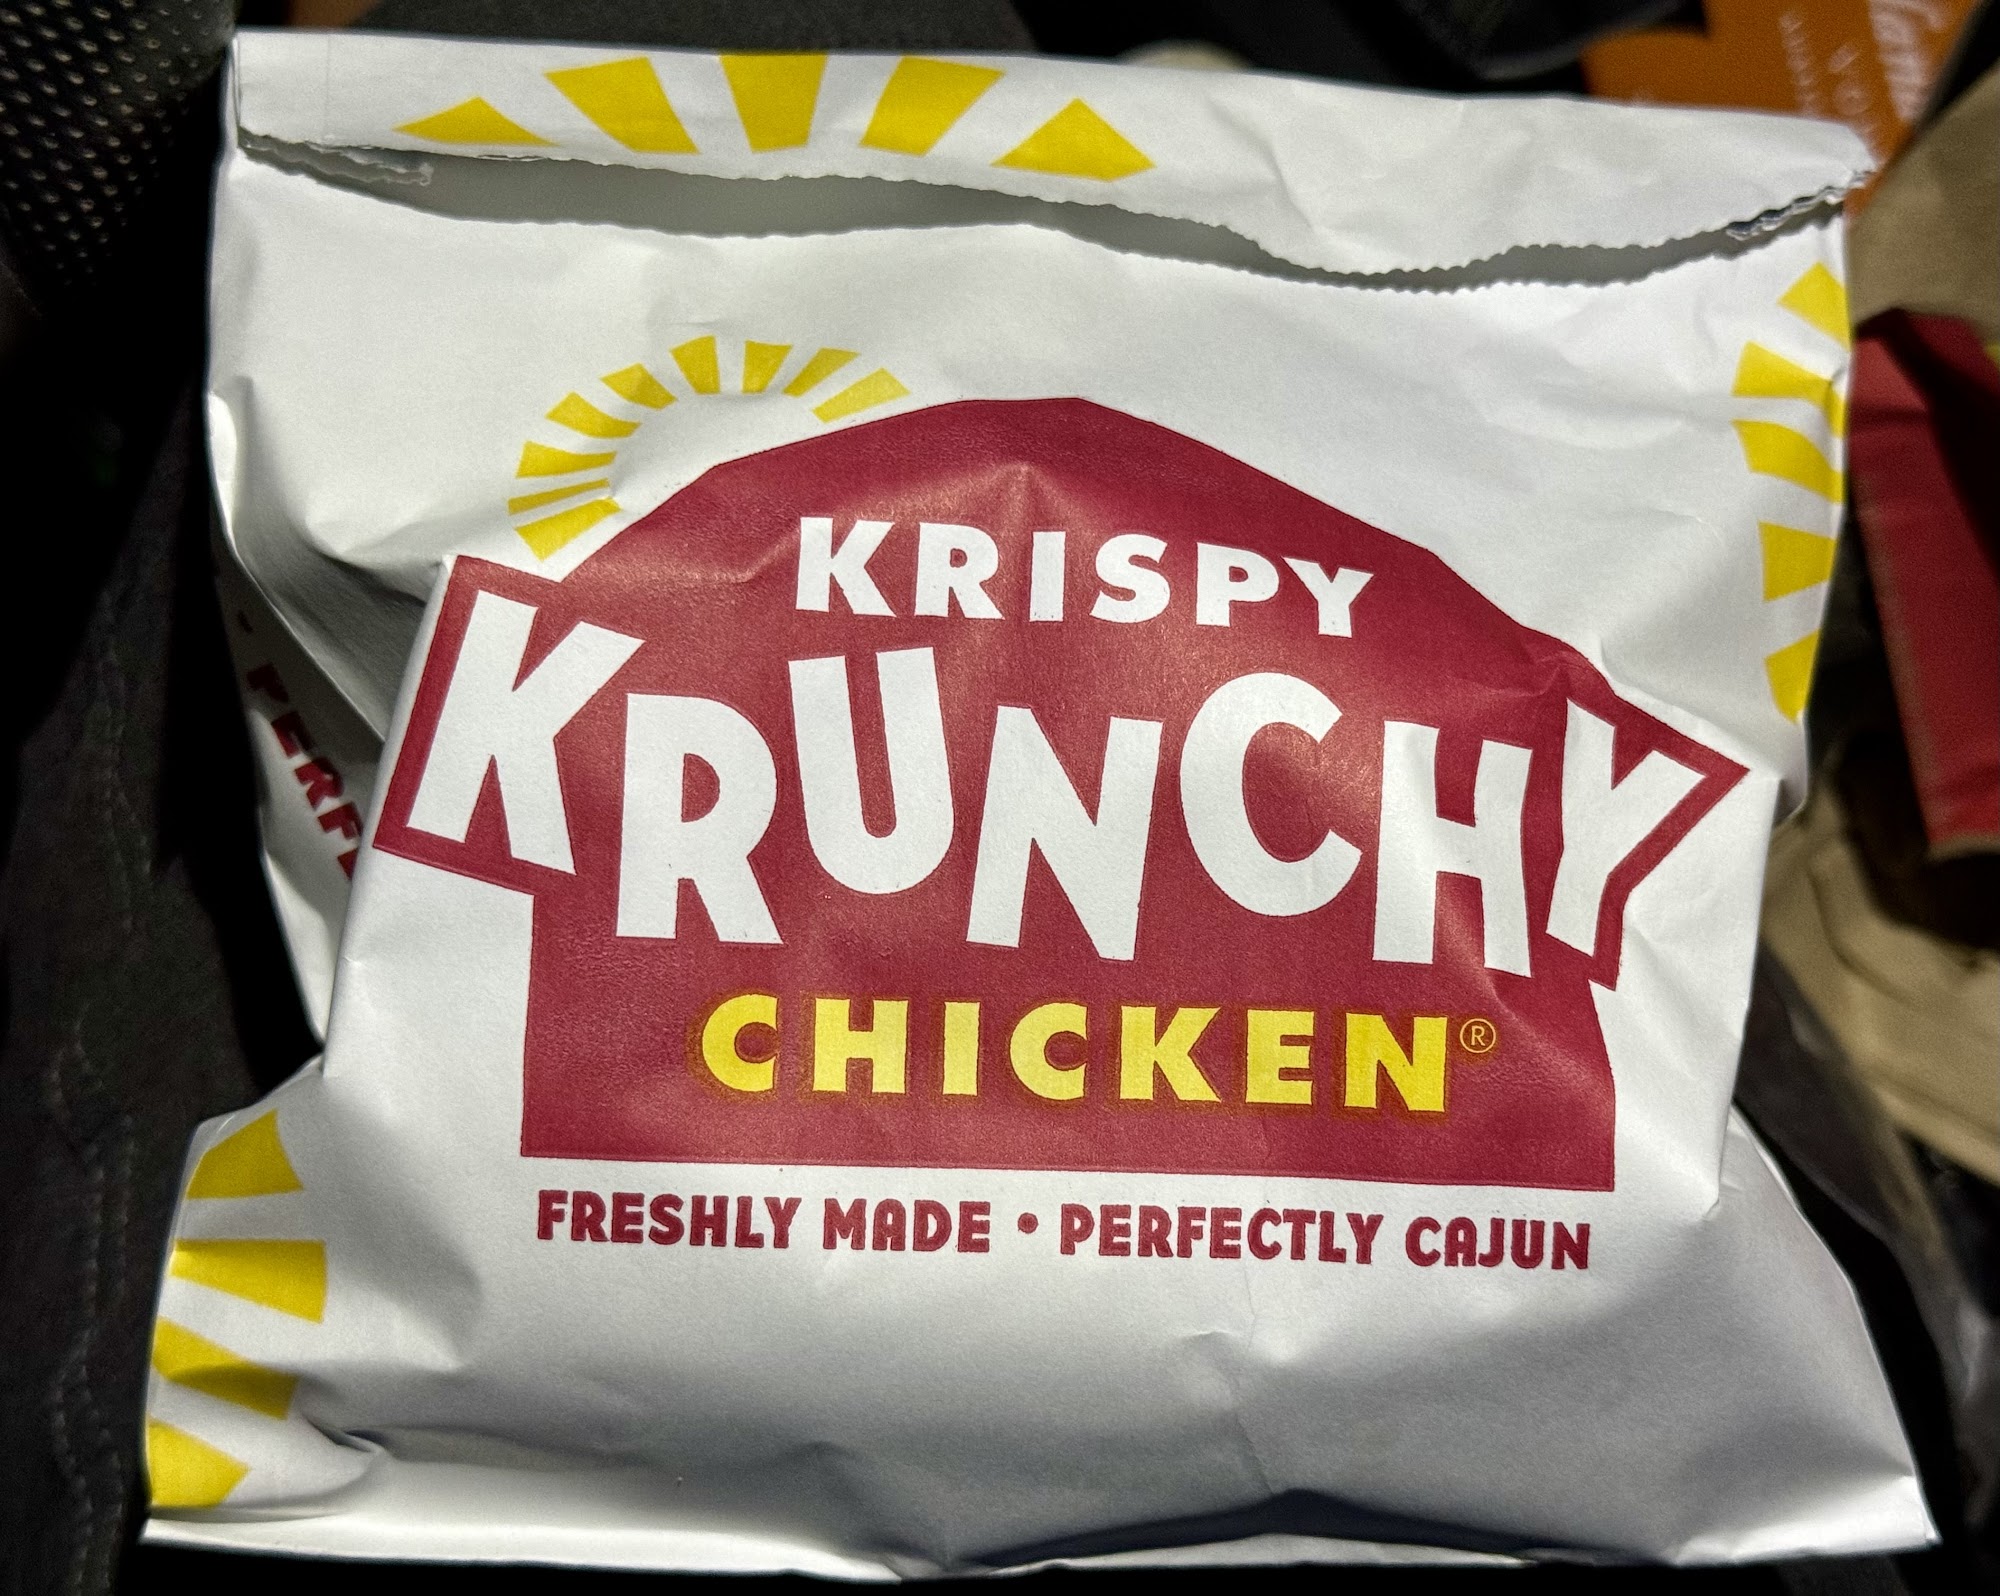 KRISPY
KRUNCHY
CHICKEN®
FRESHLY MADE • PERFECTLY CAJUN